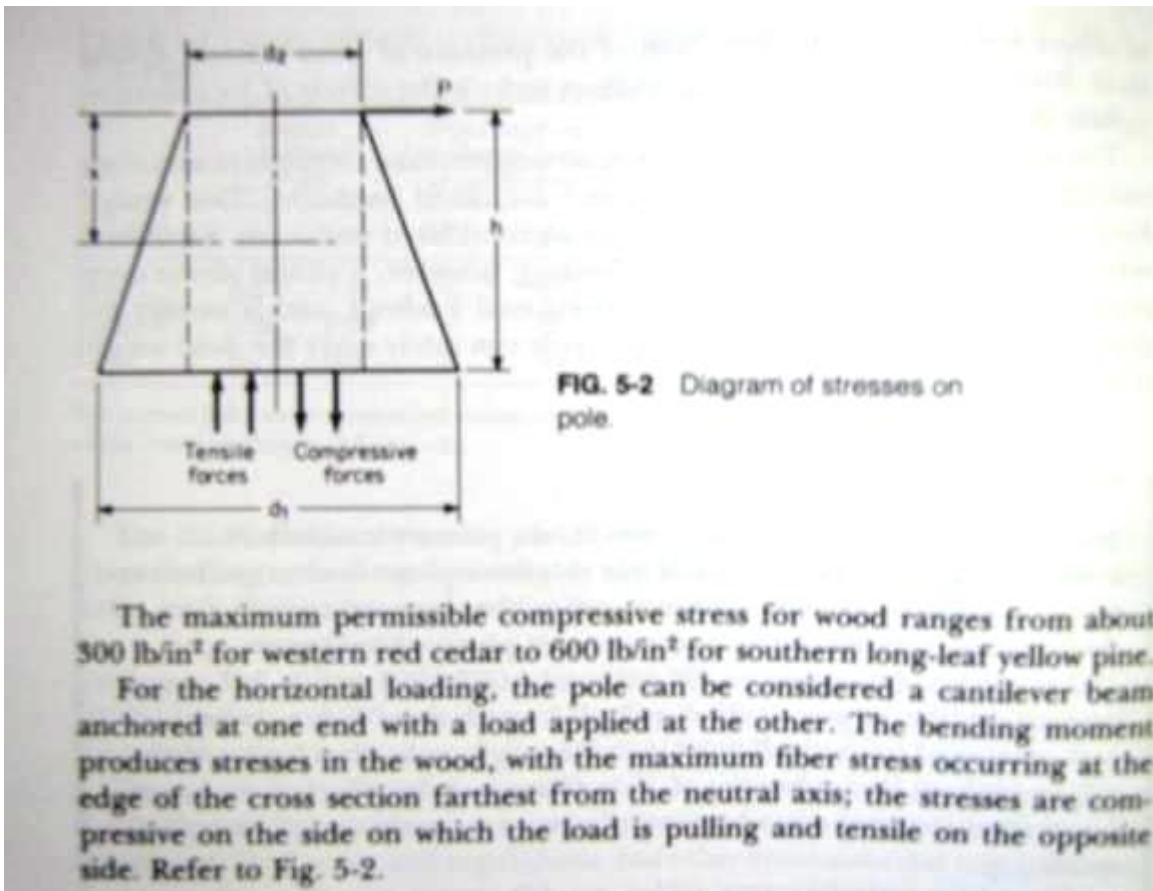 d₂
P
x
h
FIG. 5-2 Diagram of stresses on
pole.
Tensile Compressive
forces forces
d₁
The maximum permissible compressive stress for wood ranges from about
300 lb/in² for western red cedar to 600 lb/in² for southern long-leaf yellow pine.
For the horizontal loading, the pole can be considered a cantilever beam
anchored at one end with a load applied at the other. The bending moment
produces stresses in the wood, with the maximum fiber stress occurring at the
edge of the cross section farthest from the neutral axis; the stresses are com-
pressive on the side on which the load is pulling and tensile on the opposite
side. Refer to Fig. 5-2.